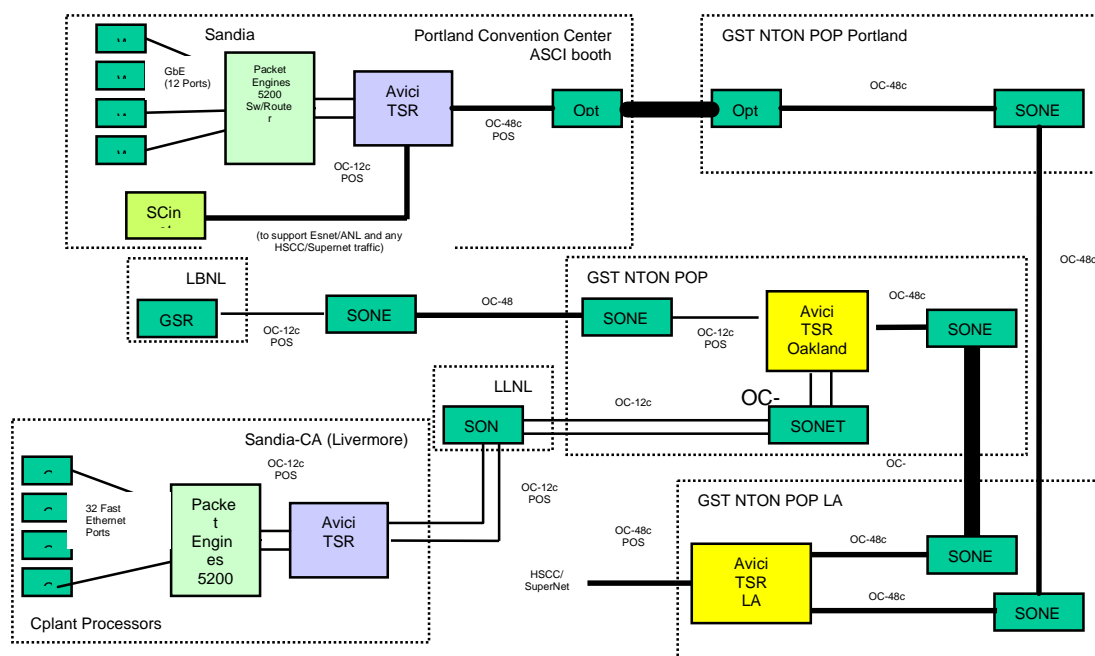 Sandia
Portland Convention Center
ASCI booth
GST NTON POP Portland
GbE
(12 Ports)
Packet
Engines
5200
Sw/Route
r
Avici
TSR
OC-48c
POS
Opt
Opt
OC-48c
SONE
OC-12c
POS
SCin
(to support Esnet/ANL and any
HSCC/Supernet traffic)
OC-48c
LBNL
GSR
OC-12c
POS
SONE
OC-48
GST NTON POP
SONE
OC-12c
POS
Avici
TSR
Oakland
OC-48c
SONE
LLNL
SON
OC-12c
OC-
SONET
OC-
Sandia-CA (Livermore)
OC-12c
POS
OC-12c
POS
32 Fast
Ethernet
Ports
Packe
t
Engin
es
5200
Avici
TSR
Cplant Processors
GST NTON POP LA
OC-48c
POS
HSCC/
SuperNet
Avici
TSR
LA
OC-48c
SONE
OC-48c
SONE